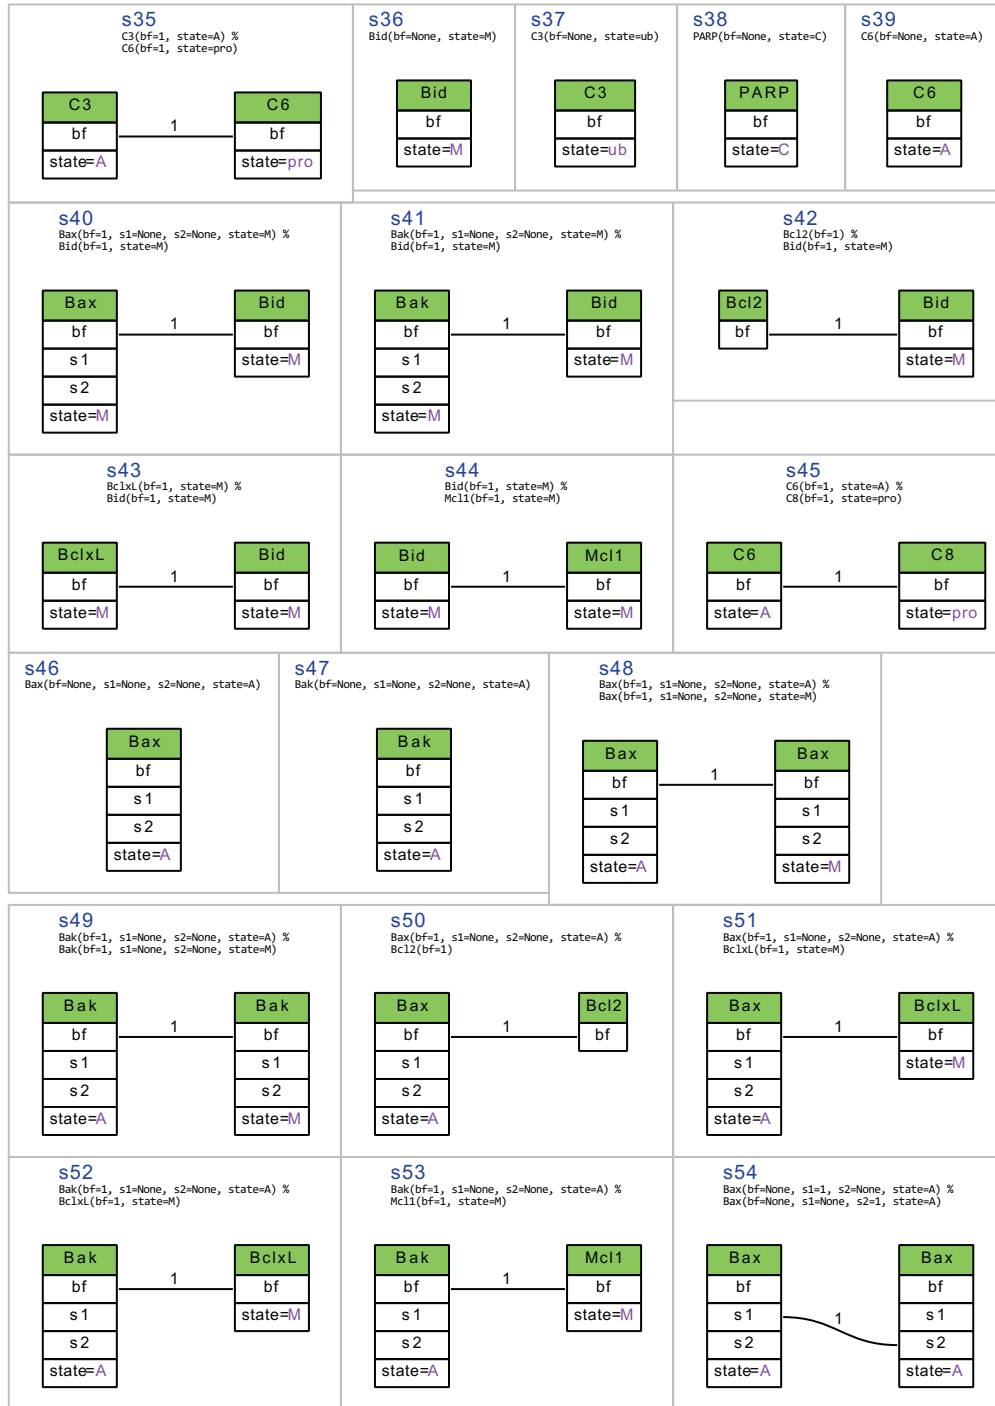 s35
C3(bf=1, state=A) %
C6(bf=1, state=pro)
C3
bf
state=A
1
C6
bf
state=pro
s36
Bid(bf=None, state=M)
Bid
bf
state=M
s37
C3(bf=None, state=ub)
C3
bf
state=ub
s38
PARP(bf=None, state=C)
PARP
bf
state=C
s39
C6(bf=None, state=A)
C6
bf
state=A
s40
Bax(bf=1, s1=None, s2=None, state=M) %
Bid(bf=1, state=M)
Bax
bf
s1
s2
state=M
1
Bid
bf
state=M
s41
Bak(bf=1, s1=None, s2=None, state=M) %
Bid(bf=1, state=M)
Bak
bf
s1
s2
state=M
1
Bid
bf
state=M
s42
Bcl2(bf=1) %
Bid(bf=1, state=M)
Bcl2
bf
1
Bid
bf
state=M
s43
BclxL(bf=1, state=M) %
Bid(bf=1, state=M)
BclxL
bf
state=M
1
Bid
bf
state=M
s44
Bid(bf=1, state=M) %
Mcl1(bf=1, state=M)
Bid
bf
state=M
1
Mcl1
bf
state=M
s45
C6(bf=1, state=A) %
C8(bf=1, state=pro)
C6
bf
state=A
1
C8
bf
state=pro
s46
Bax(bf=None, s1=None, s2=None, state=A)
Bax
bf
s1
s2
state=A
s47
Bak(bf=None, s1=None, s2=None, state=A)
Bak
bf
s1
s2
state=A
s48
Bax(bf=1, s1=None, s2=None, state=A) %
Bax(bf=1, s1=None, s2=None, state=M)
Bax
bf
s1
s2
state=A
1
Bax
bf
s1
s2
state=M
s49
Bak(bf=1, s1=None, s2=None, state=A) %
Bak(bf=1, s1=None, s2=None, state=M)
Bak
bf
s1
s2
state=A
1
Bak
bf
s1
s2
state=M
s50
Bax(bf=1, s1=None, s2=None, state=A) %
Bcl2(bf=1)
Bax
bf
s1
s2
state=A
1
Bcl2
bf
s51
Bax(bf=1, s1=None, s2=None, state=A) %
BclxL(bf=1, state=M)
Bax
bf
s1
s2
state=A
1
BclxL
bf
state=M
s52
Bak(bf=1, s1=None, s2=None, state=A) %
BclxL(bf=1, state=M)
Bak
bf
s1
s2
state=A
1
BclxL
bf
state=M
s53
Bak(bf=1, s1=None, s2=None, state=A) %
Mcl1(bf=1, state=M)
Bak
bf
s1
s2
state=A
1
Mcl1
bf
state=M
s54
Bax(bf=None, s1=1, s2=None, state=A) %
Bax(bf=None, s1=None, s2=1, state=A)
Bax
bf
s1
s2
state=A
1
Bax
bf
s1
s2
state=A